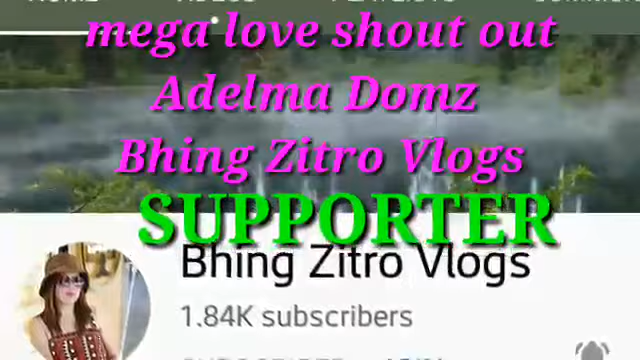 mega love shout out
Adelma Domz
Bhing Zitro Vlogs
SUPPORTER
Bhing Zitro Vlogs
1.84K subscribers